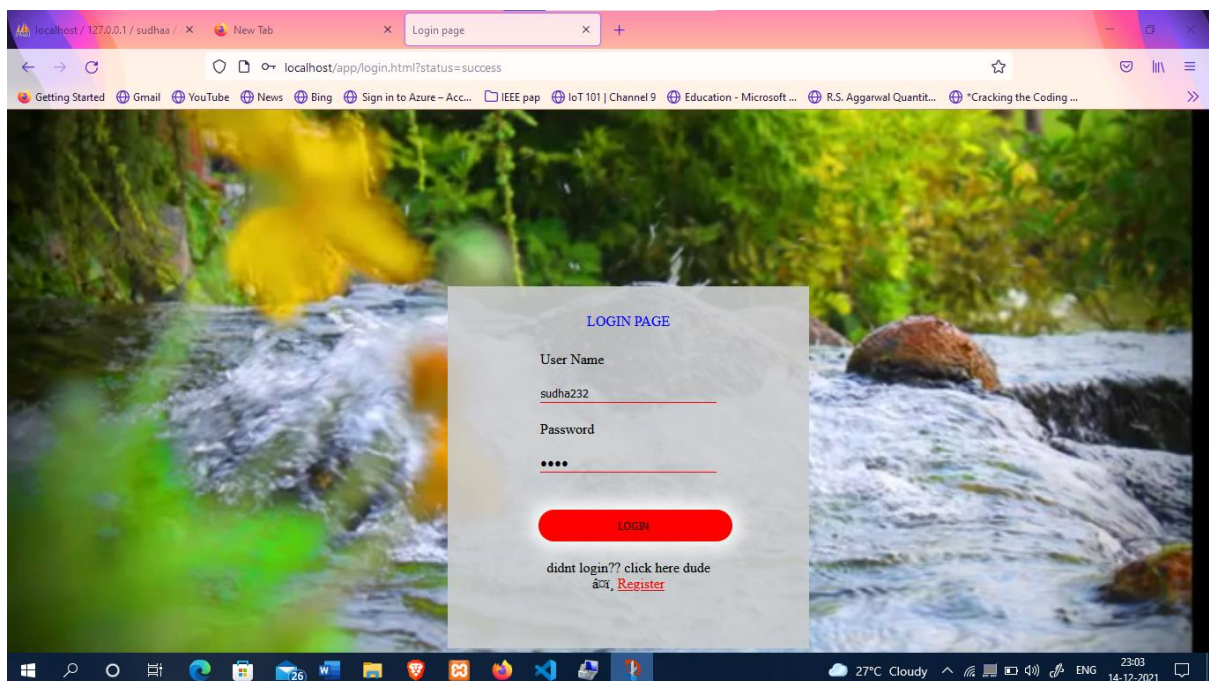 localhost / 127.0.0.1 / sudhaa /
New Tab
Login page
localhost/app/login.html?status=success
Getting Started Gmail YouTube News Bing Sign in to Azure – Acc... IEEE pap IoT 101 | Channel 9 Education - Microsoft ... R.S. Aggarwal Quantit... *Cracking the Coding ...
LOGIN PAGE
User Name
sudha232
Password
••••
LOGIN
didnt login?? click here dude
Register
26
27°C Cloudy ENG 23:03
14-12-2021